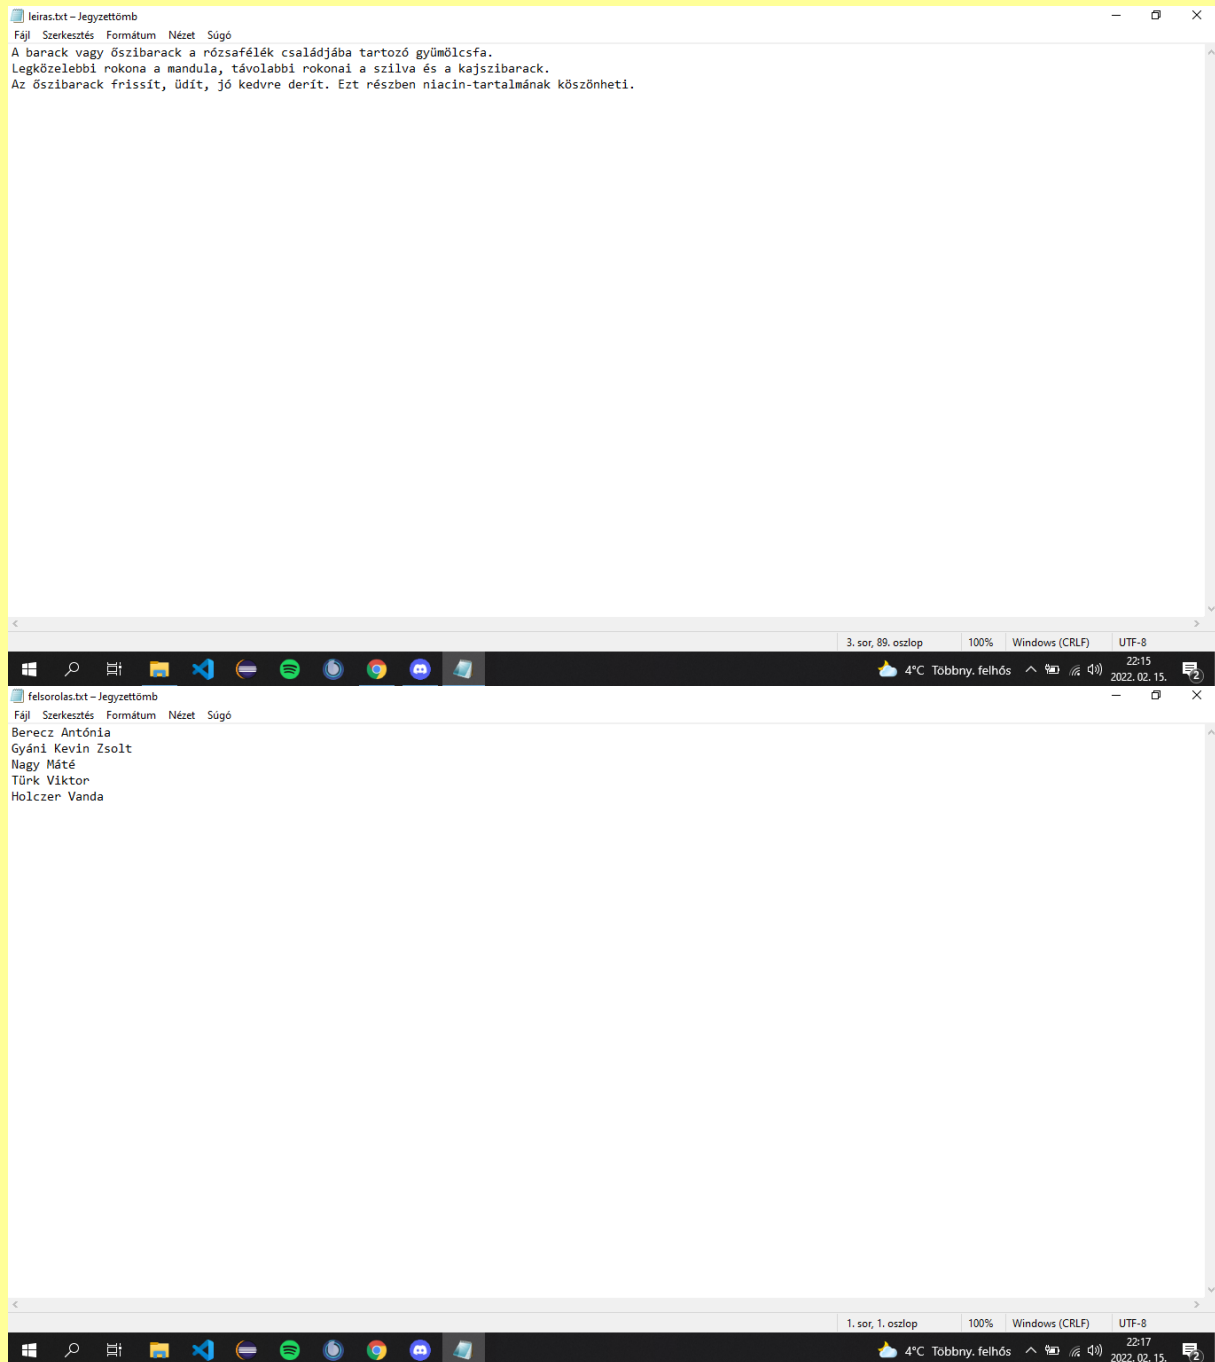 leiras.txt – Jegyzettömb
Fájl Szerkesztés Formátum Nézet Súgó
A barack vagy őszibarack a rózsafélék családjába tartozó gyümölcsfa.
Legközelebbi rokona a mandula, távolabbi rokonai a szilva és a kajszibarack.
Az őszibarack frissít, üdít, jó kedvre derít. Ezt részben niacin-tartalmának köszönheti.
3. sor, 89. oszlop 100% Windows (CRLF) UTF-8
4°C Többny. felhős
22:15
2022. 02. 15.
2
felsorolas.txt – Jegyzettömb
Fájl Szerkesztés Formátum Nézet Súgó
Berecz Antónia
Gyáni Kevin Zsolt
Nagy Máté
Türk Viktor
Holczer Vanda
1. sor, 1. oszlop 100% Windows (CRLF) UTF-8
4°C Többny. felhős
22:17
2022. 02. 15.
2